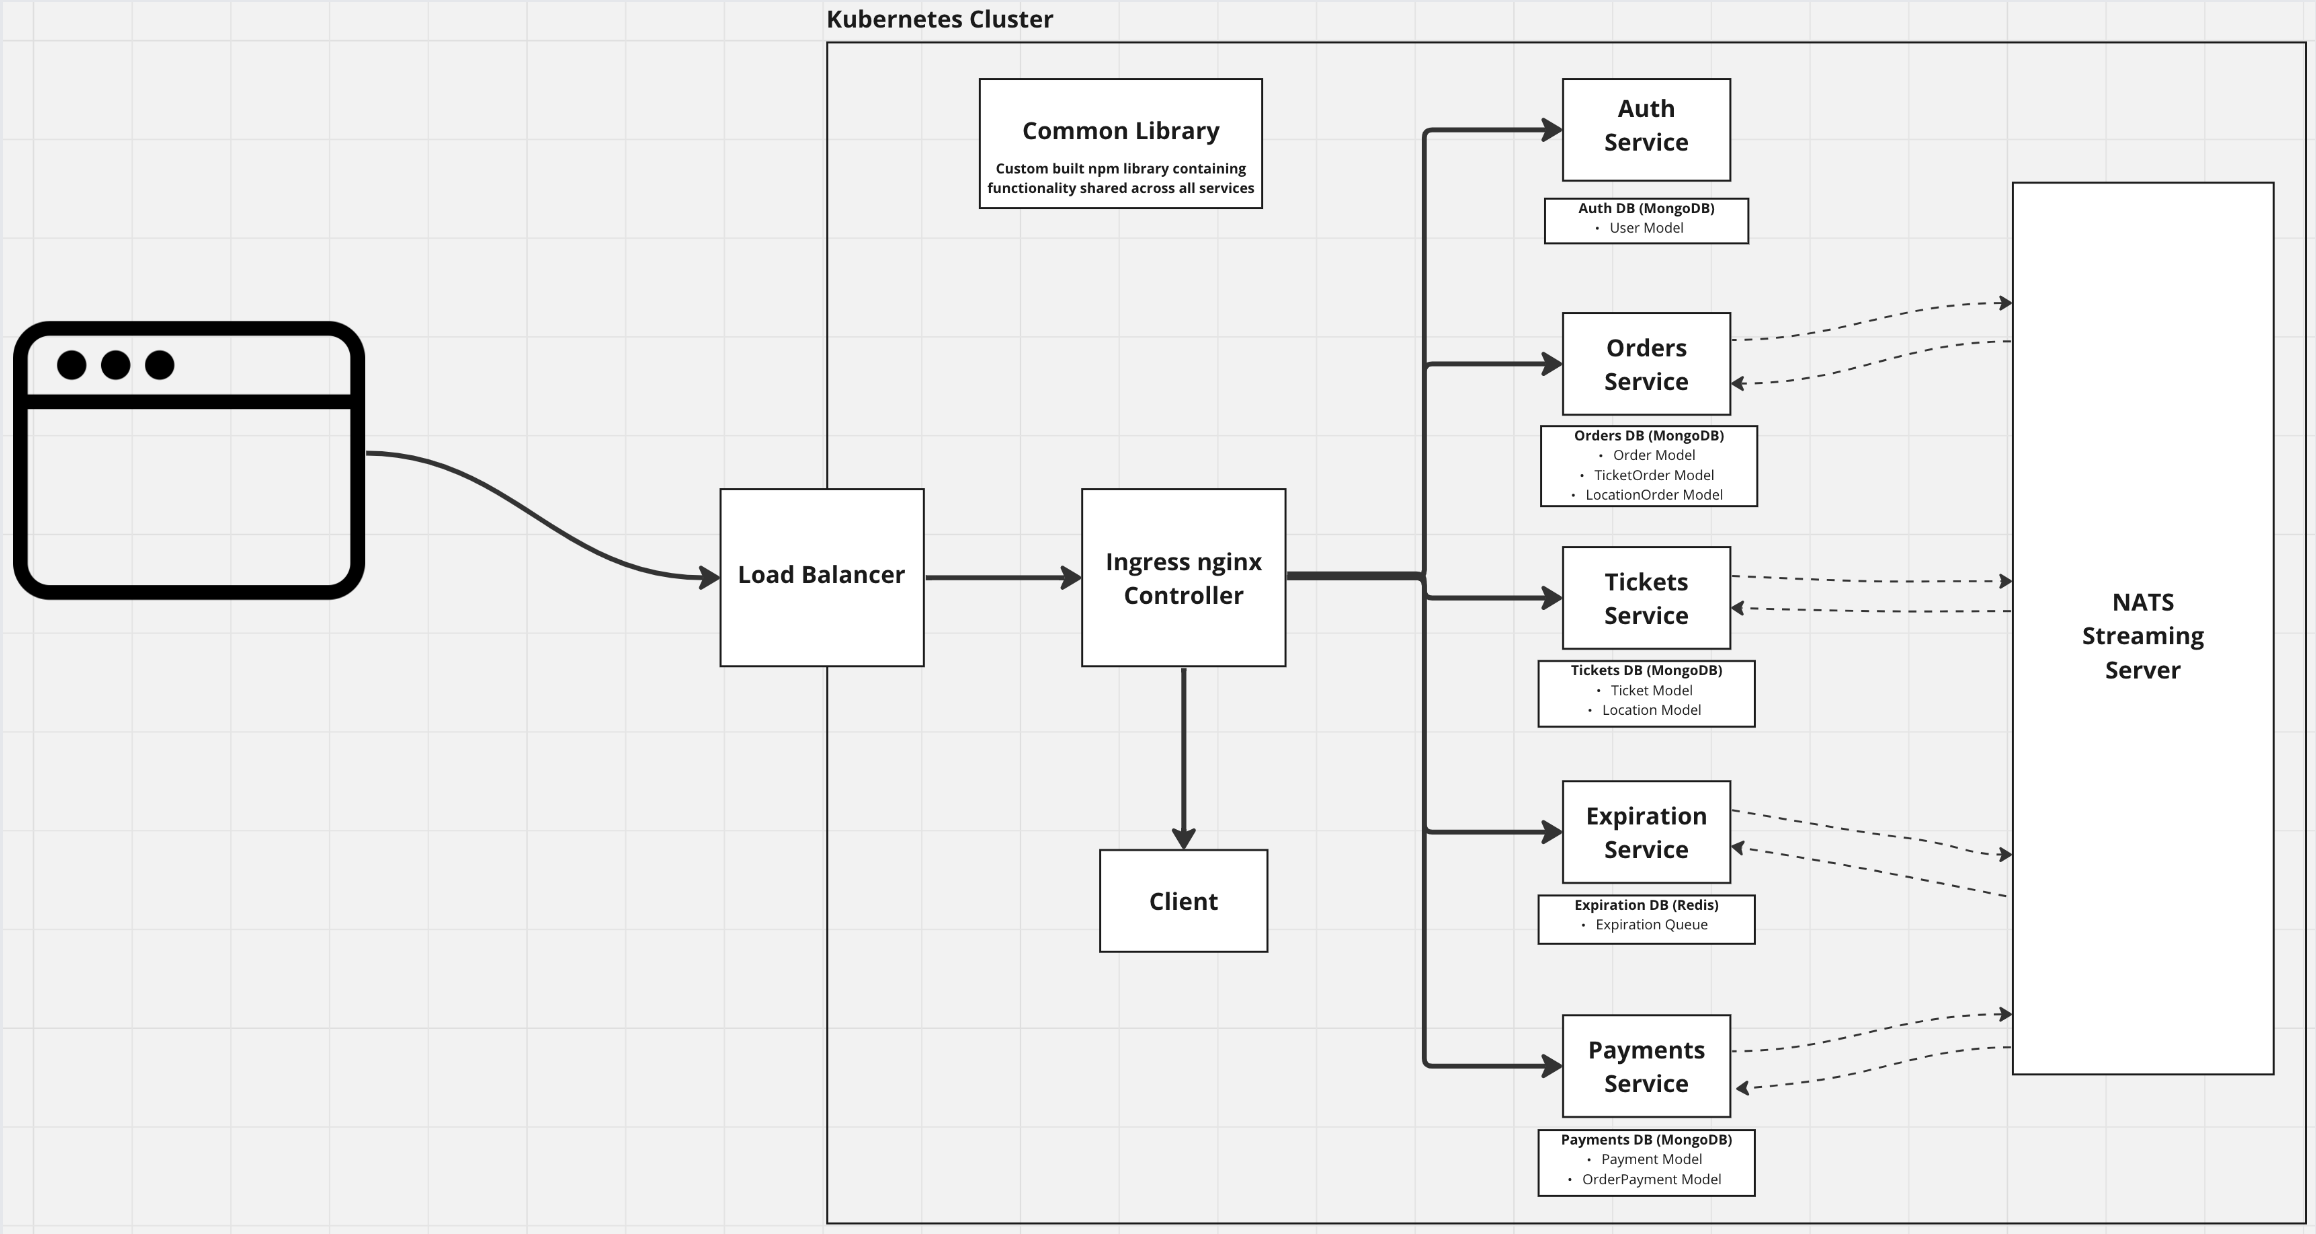 Kubernetes Cluster
Common Library
Custom built npm library containing
functionality shared across all services
Load Balancer
Ingress nginx
Controller
Client
Auth
Service
Auth DB (MongoDB)
• User Model
Orders
Service
Orders DB (MongoDB)
• Order Model
• TicketOrder Model
• LocationOrder Model
Tickets
Service
Tickets DB (MongoDB)
• Ticket Model
• Location Model
Expiration
Service
Expiration DB (Redis)
• Expiration Queue
Payments
Service
Payments DB (MongoDB)
• Payment Model
• OrderPayment Model
NATS
Streaming
Server